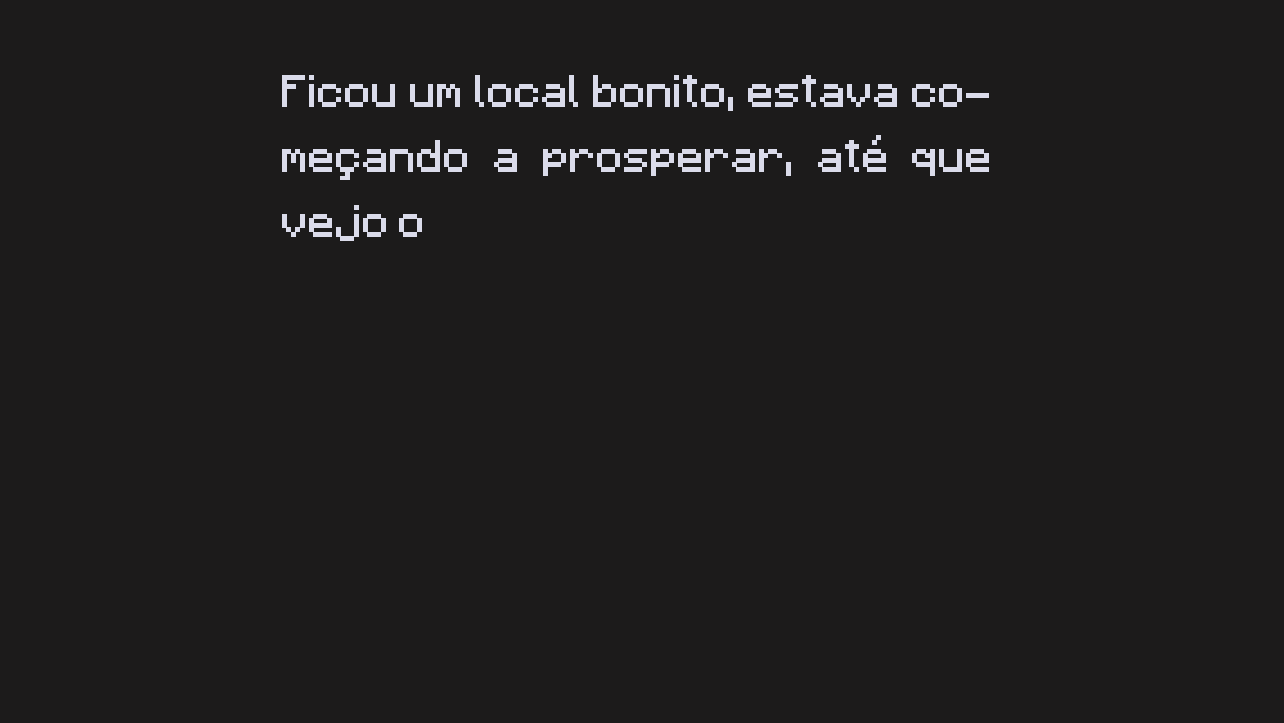 Ficou um local bonito, estava co-
meçando a prosperar, até que
vejo o